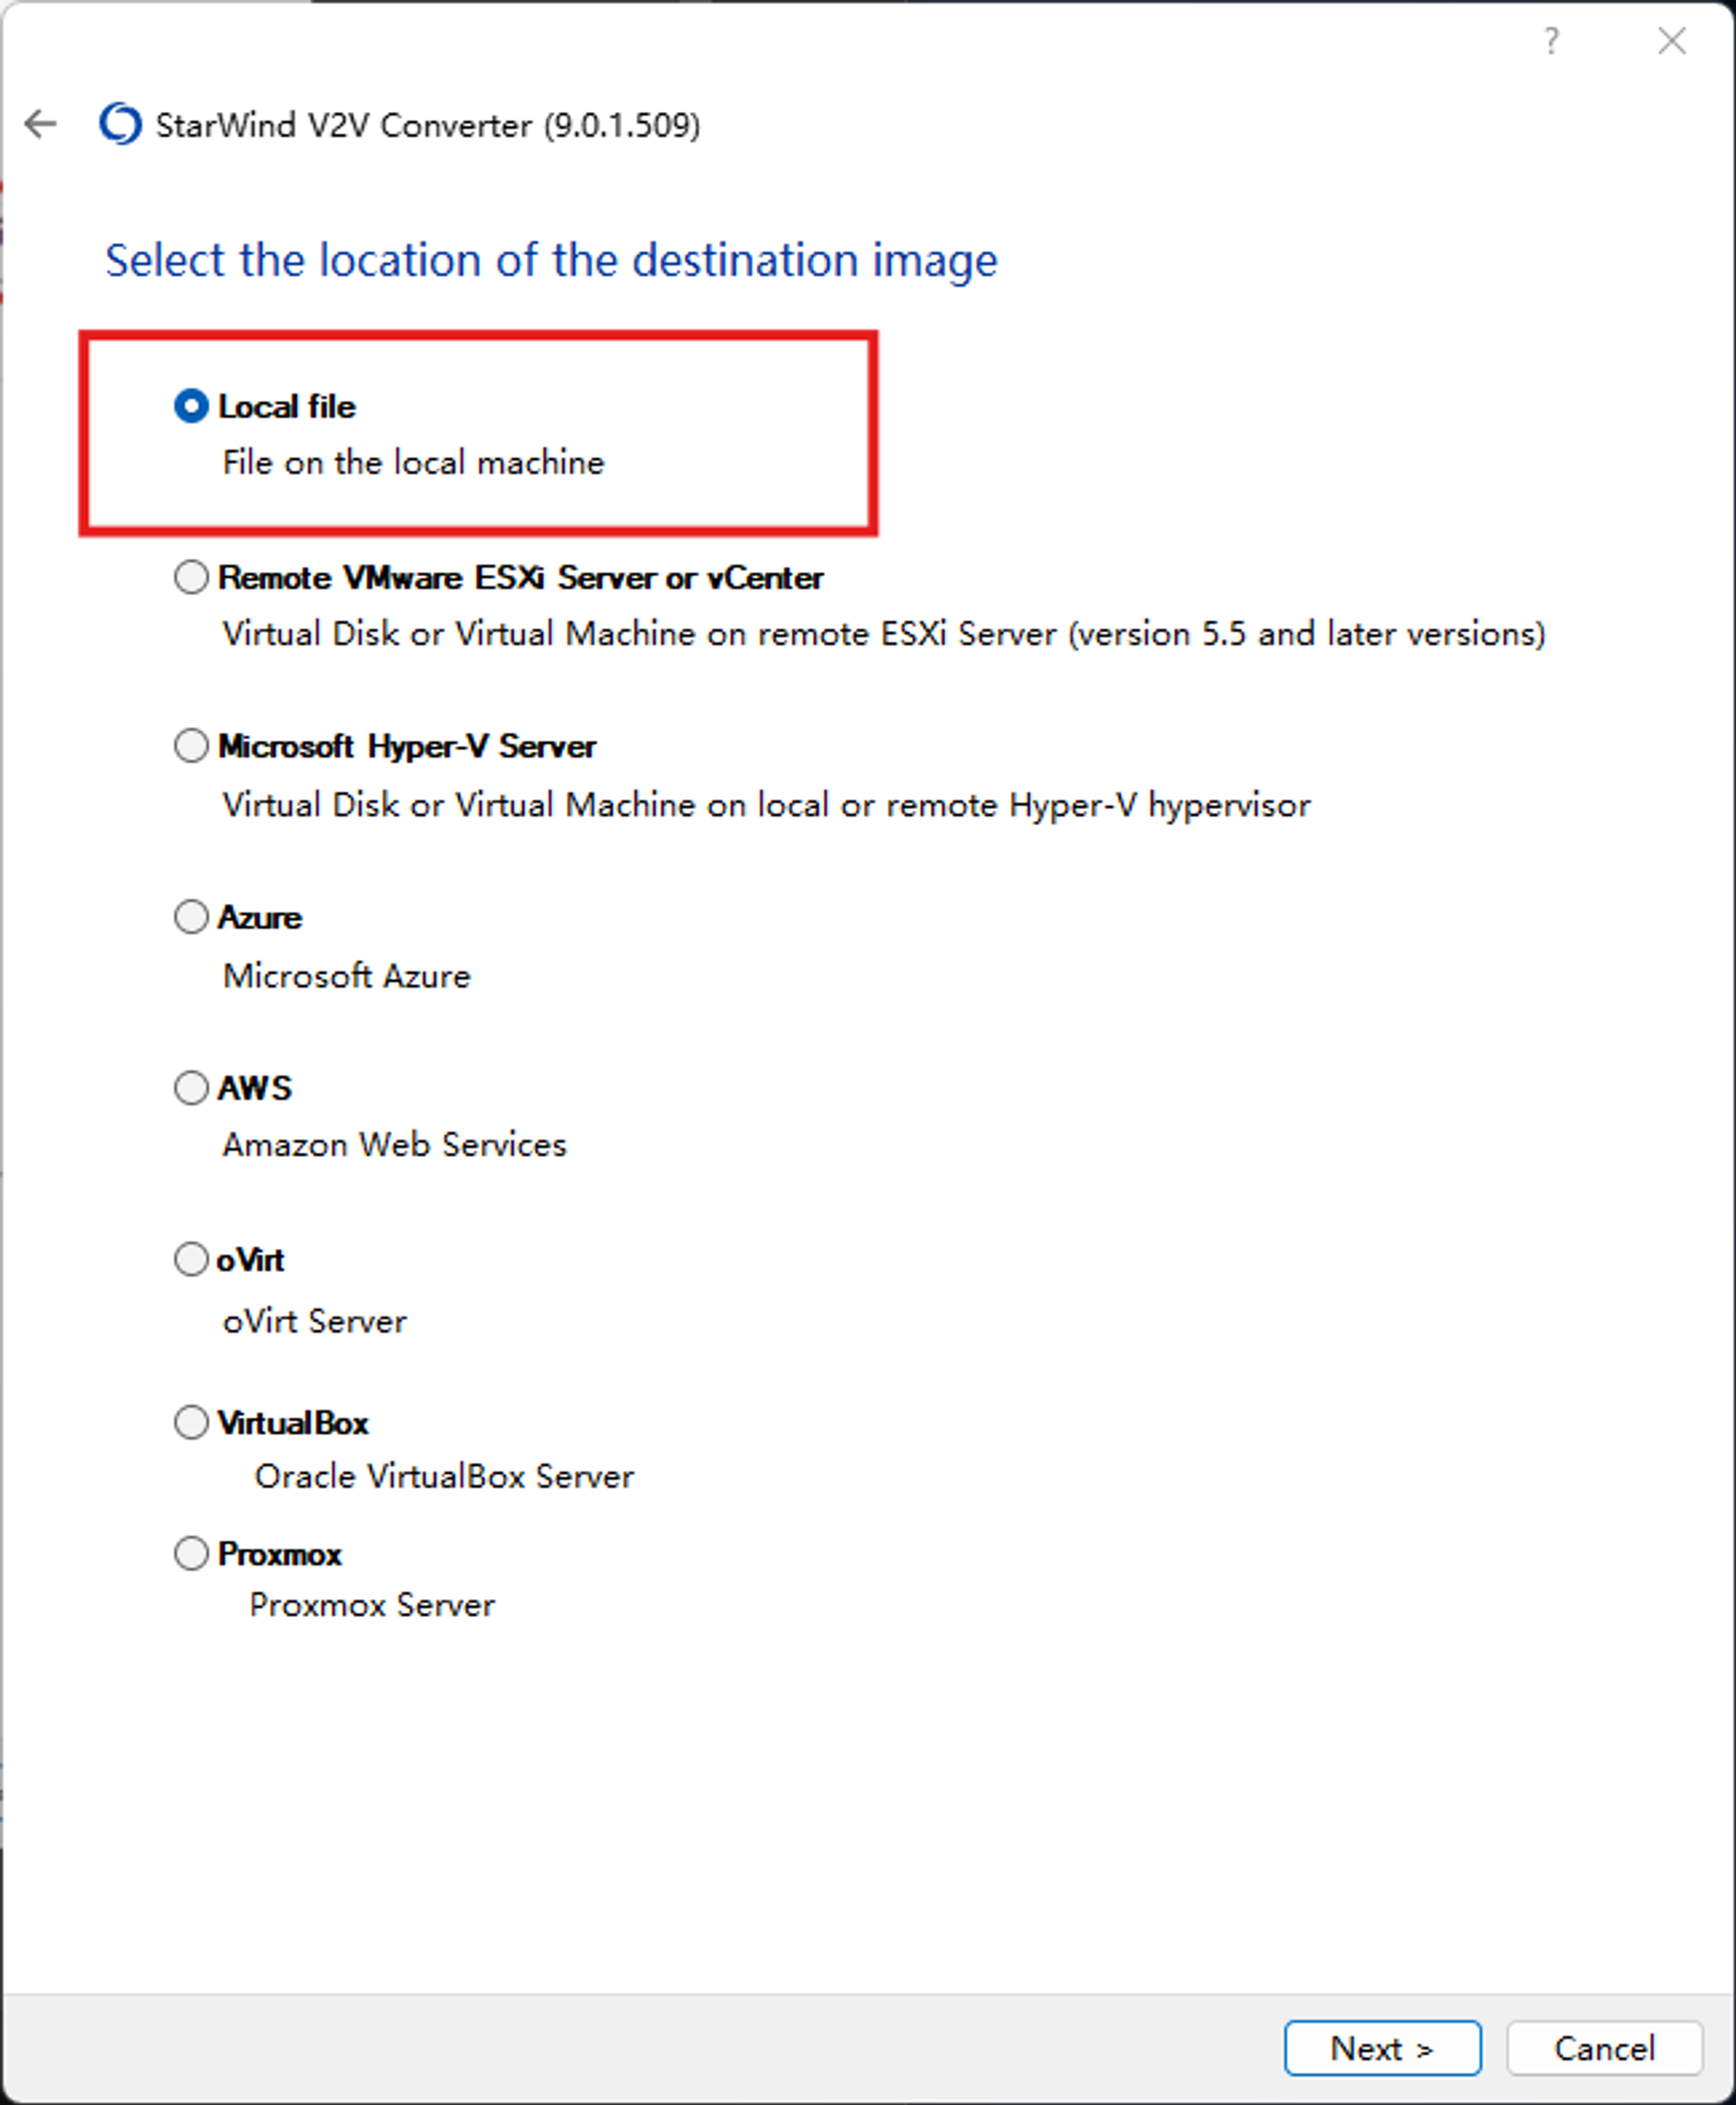 ?
StarWind V2V Converter (9.0.1.509)
Select the location of the destination image
Local file
File on the local machine
Remote VMware ESXi Server or vCenter
Virtual Disk or Virtual Machine on remote ESXi Server (version 5.5 and later versions)
Microsoft Hyper-V Server
Virtual Disk or Virtual Machine on local or remote Hyper-V hypervisor
Azure
Microsoft Azure
AWS
Amazon Web Services
oVirt
oVirt Server
VirtualBox
Oracle VirtualBox Server
Proxmox
Proxmox Server
Next > Cancel